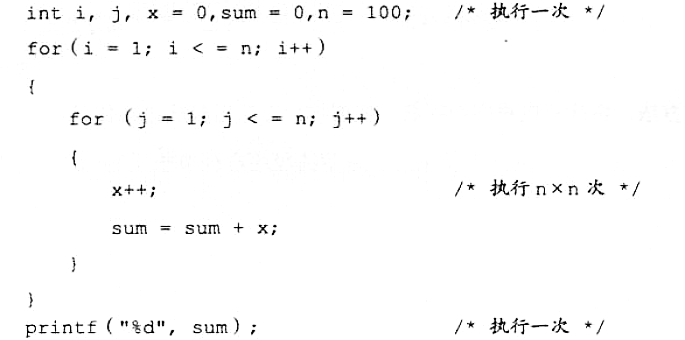 int i, j, x = 0,sum = 0,n = 100; /* 执行一次 */
for(i = 1; i < = n; i++)
{
for (j = 1; j < = n; j++)
{
x++; /* 执行n×n次 */
sum = sum + x;
}
}
printf("%d", sum); /* 执行一次 */